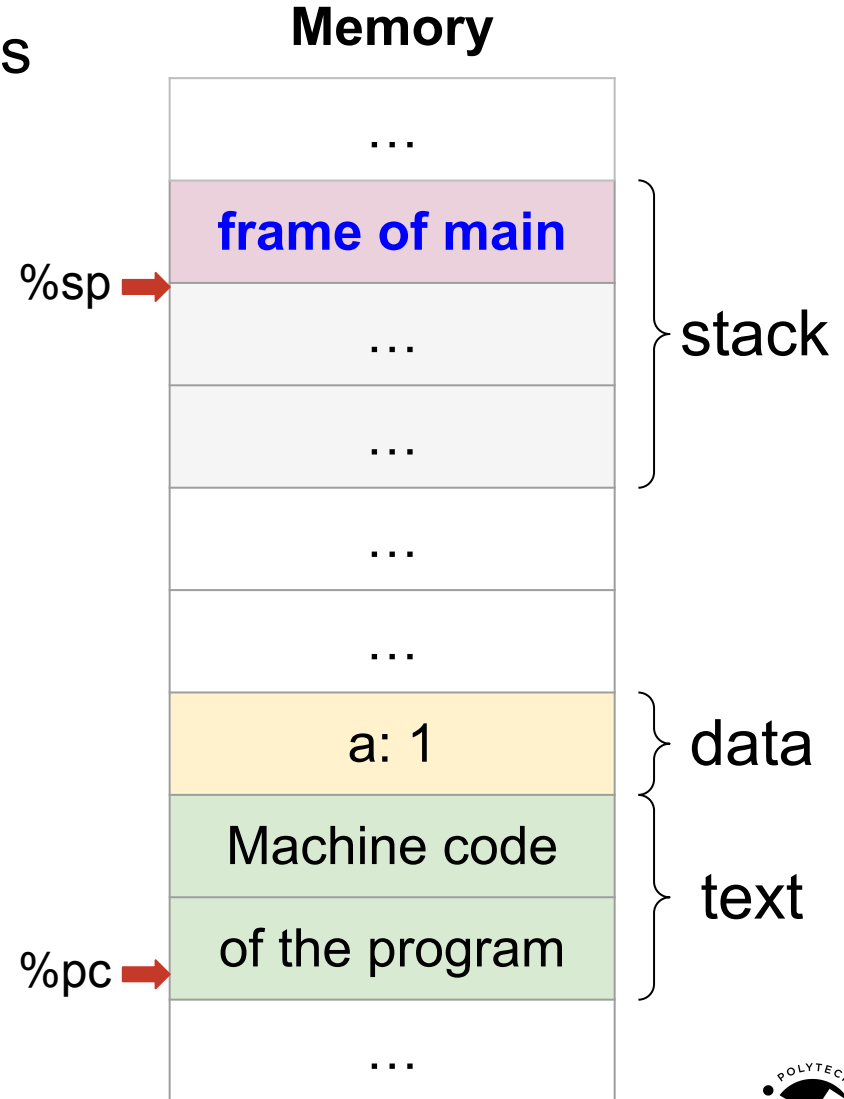 s
Memory
…
frame of main
%sp
…
stack
…
…
…
a: 1
data
Machine code
text
of the program
%pc
…